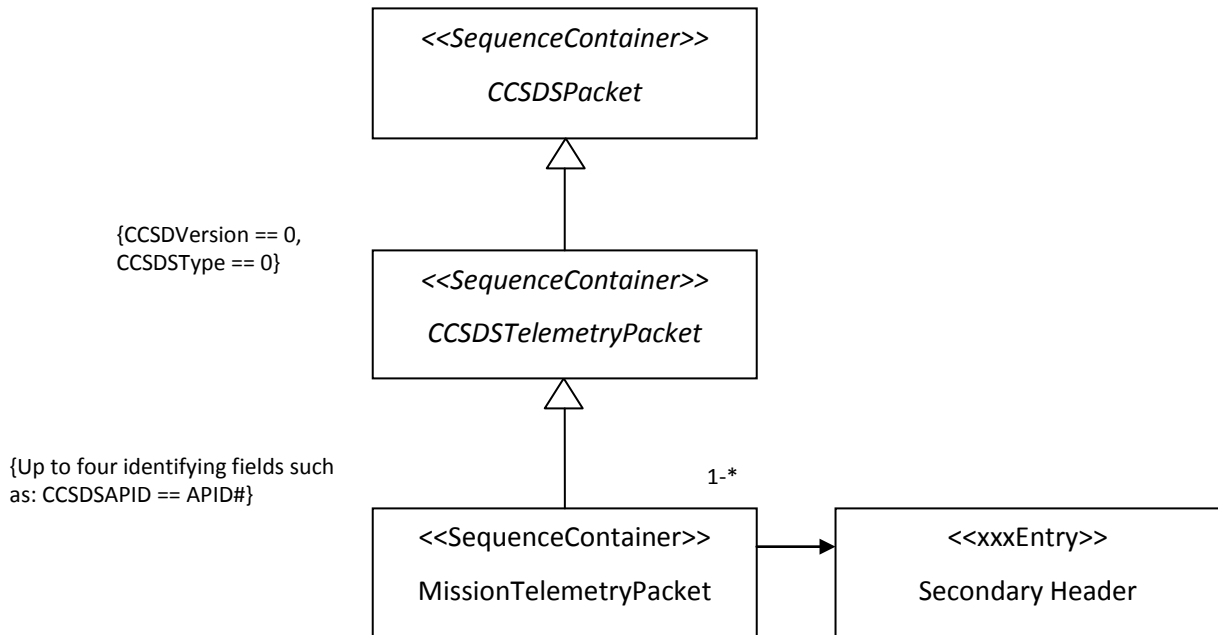 <<SequenceContainer>>
CCSDSPacket
{CCSDVersion == 0,
CCSDSType == 0}
<<SequenceContainer>>
CCSDSTelemetryPacket
{Up to four identifying fields such
as: CCSDSAPID == APID#}
1-*
<<SequenceContainer>>
MissionTelemetryPacket
<<xxxEntry>>
Secondary Header